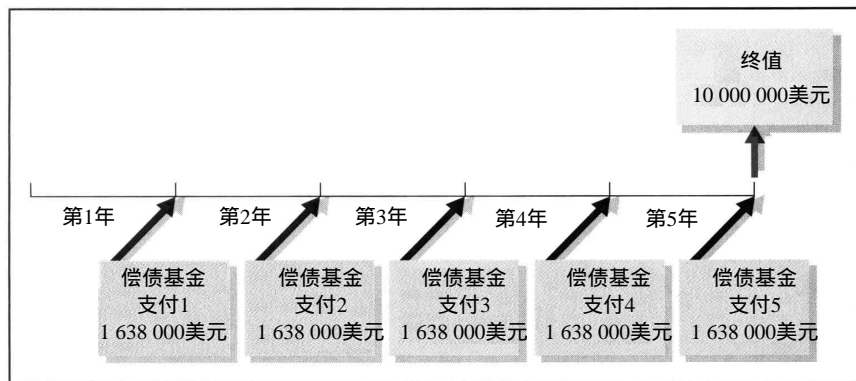 终值
10 000 000美元
第1年
第2年
第3年
第4年
第5年
偿债基金
支付1
1 638 000美元
偿债基金
支付2
1 638 000美元
偿债基金
支付3
1 638 000美元
偿债基金
支付4
1 638 000美元
偿债基金
支付5
1 638 000美元